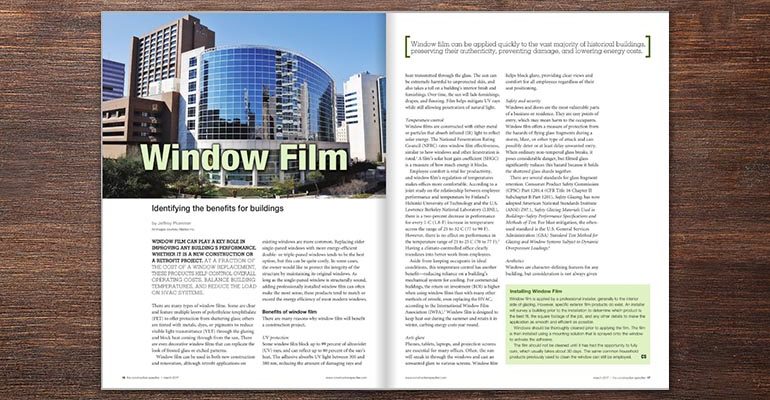 Window Film
Identifying the benefits for buildings
by Jeffrey Plummer
WINDOW FILM CAN PLAY A KEY ROLE IN
IMPROVING ANY BUILDING'S PERFORMANCE,
WHETHER IT IS A NEW CONSTRUCTION OR
A RETROFIT PROJECT. AT A FRACTION OF
THE COST OF A WINDOW REPLACEMENT,
THESE PRODUCTS HELP CONTROL OVERALL
OPERATING COSTS, BALANCE BUILDING
TEMPERATURES, AND REDUCE THE LOAD
ON HVAC SYSTEMS.
There are many types of window films. Some are clear
and feature multiple layers of polyethylene terephthalate
(PET) to offer protection from shattering glass; others
are listed with metals, dyes, or pigments to reduce
visible light transmittance (VLT) through the glazing
and block heat coming through from the sun. There
are even decorative window films that can replicate the
look of frosted glass or etched patterns.
Window film can be used in both new construction
and renovation, although retrofit applications on
existing windows are more common. Replacing older
single-paned windows with more energy-efficient
double- or triple-paned windows tends to be the best
option, but this can be quite costly. In some cases,
the owner would like to protect the integrity of the
structure by maintaining its original windows. As
long as the single-paned window is structurally sound,
adding professionally installed window film can often
make the most sense; these products tend to match or
exceed the energy efficiency of most modern windows.
Benefits of window film
There are many reasons why window film will benefit
a construction project.
UV protection
Some window film block up to 99 percent of ultraviolet
(UV) rays, and can reflect up to 80 percent of the sun's
heat. The adhesive absorbs UV light between 300 and
380 nm, reducing the amount of damaging rays and
Window film can be applied quickly to the vast majority of historical buildings,
preserving their authenticity, preventing damage, and lowering energy costs.
heat transmitted through the glass. The sun can
be extremely harmful to unprotected skin, and
also takes a toll on a building's interior finish and
furnishings. Over time, the sun will fade furnishings,
drapes, and flooring. Film helps mitigate UV rays
while still allowing penetration of natural light.
Temperature control
Window films are constructed with either metal
or particles that absorb infrared (IR) light to reflect
solar energy. The National Fenestration Rating
Council (NFRC) rates window film effectiveness,
similar to how windows and other fenestration is
rated. A film's solar heat gain coefficient (SHGC)
is a measure of how much energy it blocks.
Employee comfort is vital for productivity,
and window film's regulation of temperatures
makes offices more comfortable. According to a
joint study on the relationship between employee
performance and temperature by Finland's
Helsinki University of Technology and the U.S.
Lawrence Berkeley National Laboratory (LBNL),
there is a two-percent decrease in performance
for every 1-C (1.8-F) increase in temperature
across the range of 25 to 32 C (77 to 90 F).
However, there is no effect on performance in
the temperature range of 21 to 25 C (70 to 77 F).
Having a climate-controlled office clearly
translates into better work from employees.
Aside from keeping occupants in ideal
conditions, this temperature control has another
benefit—reducing reliance on a building's
mechanical system for cooling. For commercial
buildings, the return on investment (ROI) is higher
when using window films than with many other
methods of retrofit, even replacing the HVAC,
according to the International Window Film
Association (IWFA). Window film is designed to
keep heat out during the summer and retain it in
winter, curbing energy costs year round.
Anti-glare
Phones, tablets, laptops, and protection screens
are essential for many offices. Often, the sun
will sneak in through the windows and cast an
unwanted glare to various screens. Window film
helps block glare, providing clear views and
comfort for all employees regardless of their
seat positioning.
Safety and security
Windows and doors are the most vulnerable parts
of a business or residence. They are easy points of
entry, which may mean harm to the occupants.
Window film offers a measure of protection from
the hazards of flying glass fragments during a
storm, blast, or other type of attack and can
possibly deter or at least delay unwanted entry.
When ordinary non-tempered glass breaks, it
poses considerable danger, but filmed glass
significantly reduces this hazard because it holds
the shattered glass shards together.
There are several standards for glass fragment
retention. Consumer Product Safety Commission
(CPSC) Part 1201.4 (CFR Title 16 Chapter II
Subchapter B Part 1201), Safety Glazing, has now
adopted American National Standards Institute
(ANSI) Z97.1, Safety Glazing Materials Used in
Buildings–Safety Performance Specifications and
Methods of Test. For blast mitigation, the often
used standard is the U.S. General Services
Administration (GSA) Standard Test Method for
Glazing and Window Systems Subject to Dynamic
Overpressure Loadings.
Aesthetics
Windows are character-defining features for any
building, but consideration is not always given
Installing Window Film
Window film is applied by a professional installer, generally to the interior
side of glazing. However, specific exterior film products do exist. An installer
will survey a building prior to the installation to determine which product is
the best fit, the square footage of the job, and any other details to make the
application as smooth and efficient as possible.
Windows should be thoroughly cleaned prior to applying the film. The film
is then installed using a mounting solution that is sprayed onto the window
to activate the adhesive.
The film should not be cleaned until it has had the opportunity to fully
cure, which usually takes about 30 days. The same common household
products previously used to clean the window can still be employed. CS
16 the construction specifier | march 2017
www.constructionspecifier.com
www.constructionspecifier.com
march 2017 | the construction specifier 17